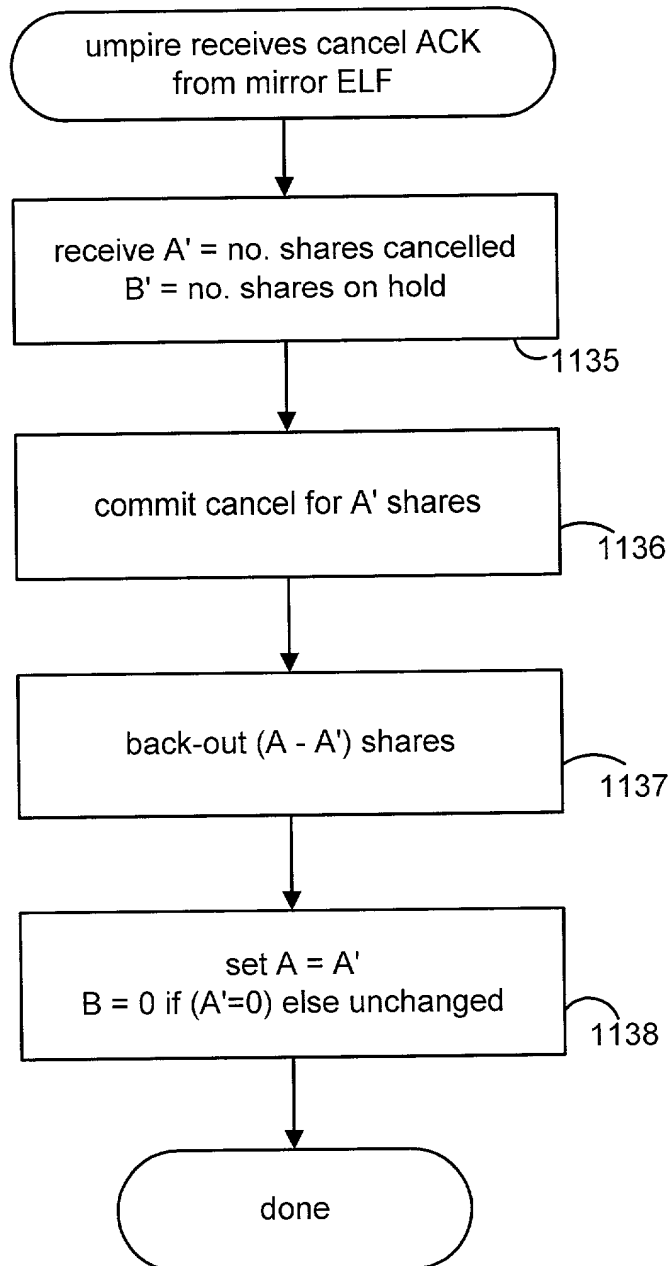 umpire receives cancel ACK
from mirror ELF
receive A' = no. shares cancelled
B' = no. shares on hold
1135
commit cancel for A' shares
1136
back-out (A - A') shares
1137
set A = A'
B = 0 if (A'=0) else unchanged
1138
done